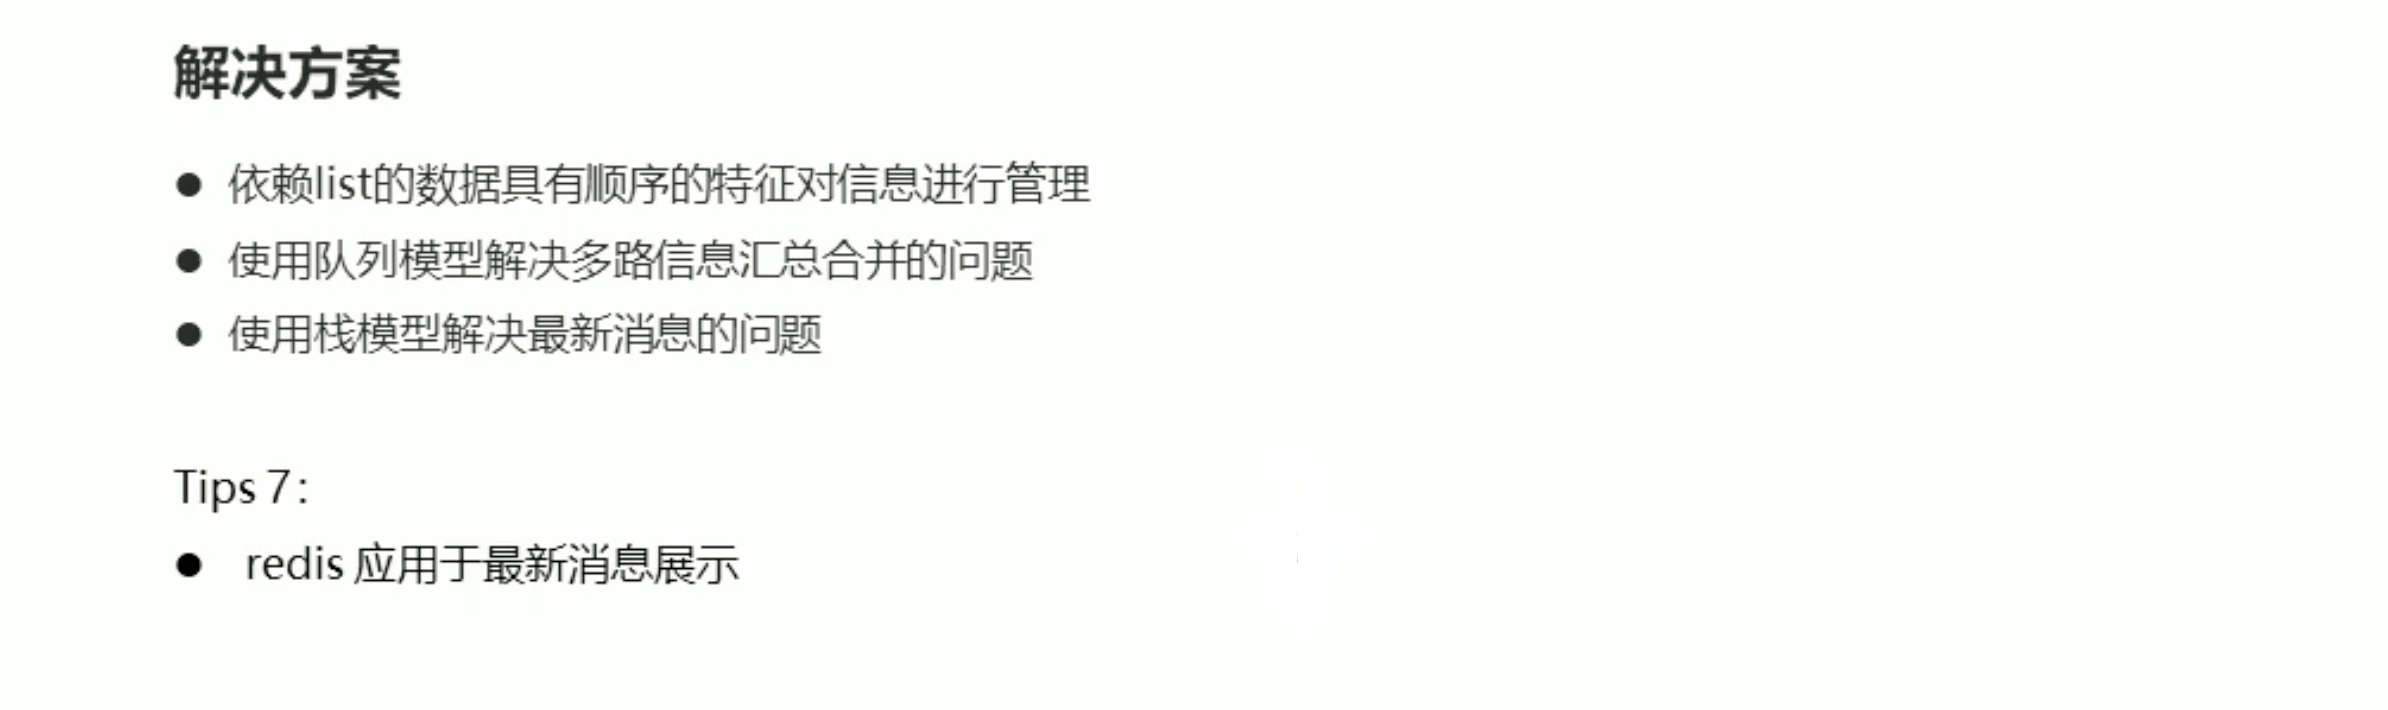 解决方案
● 依赖list的数据具有顺序的特征对信息进行管理
● 使用队列模型解决多路信息汇总合并的问题
● 使用栈模型解决最新消息的问题
Tips 7：
● redis 应用于最新消息展示